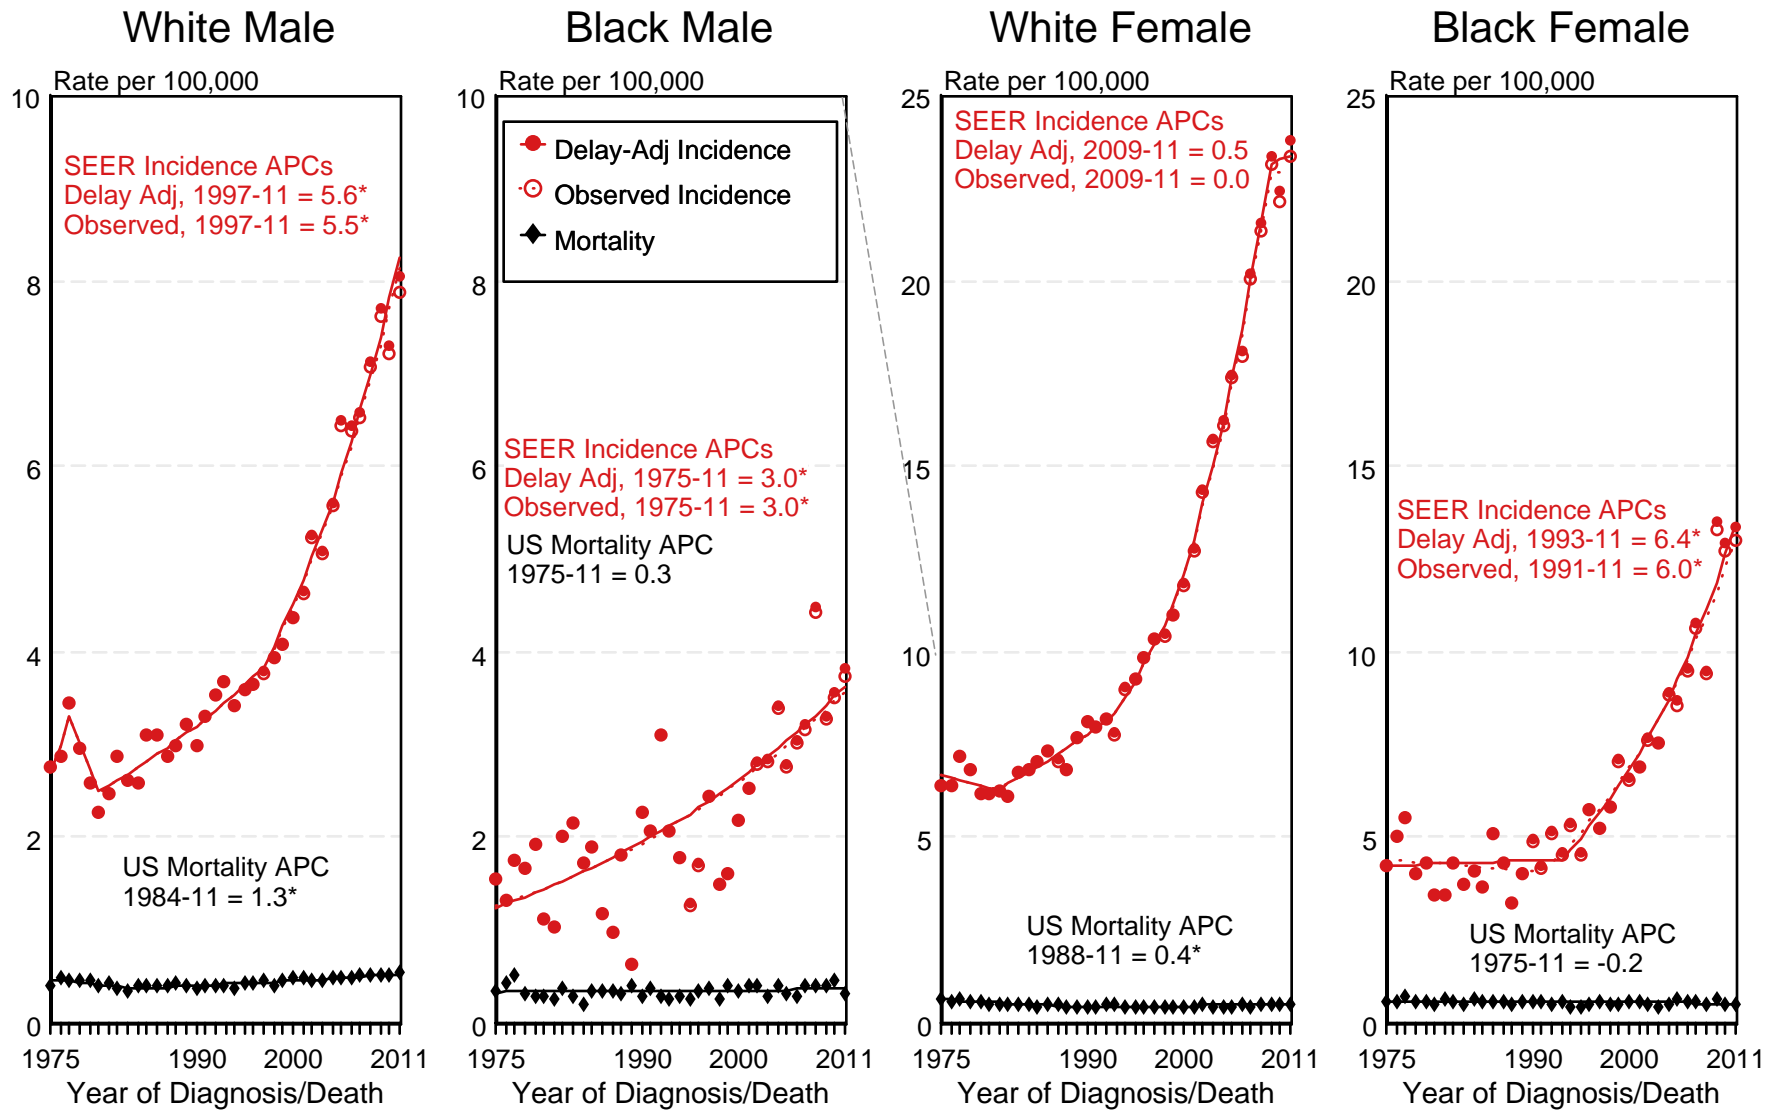 White Male
Rate per 100,000
10
8
6
4
2
0
SEER Incidence APCs
Delay Adj, 1997-11 = 5.6*
Observed, 1997-11 = 5.5*
US Mortality APC
1984-11 = 1.3*
1975
1990
2000
2011
Year of Diagnosis/Death
Black Male
Rate per 100,000
10
8
6
4
2
0
Delay-Adj Incidence
Observed Incidence
Mortality
SEER Incidence APCs
Delay Adj, 1975-11 = 3.0*
Observed, 1975-11 = 3.0*
US Mortality APC
1975-11 = 0.3
1975
1990
2000
2011
Year of Diagnosis/Death
White Female
Rate per 100,000
25
20
15
10
5
0
SEER Incidence APCs
Delay Adj, 2009-11 = 0.5
Observed, 2009-11 = 0.0
US Mortality APC
1988-11 = 0.4*
1975
1990
2000
2011
Year of Diagnosis/Death
Black Female
Rate per 100,000
25
20
15
10
5
0
SEER Incidence APCs
Delay Adj, 1993-11 = 6.4*
Observed, 1991-11 = 6.0*
US Mortality APC
1975-11 = -0.2
1975
1990
2000
2011
Year of Diagnosis/Death